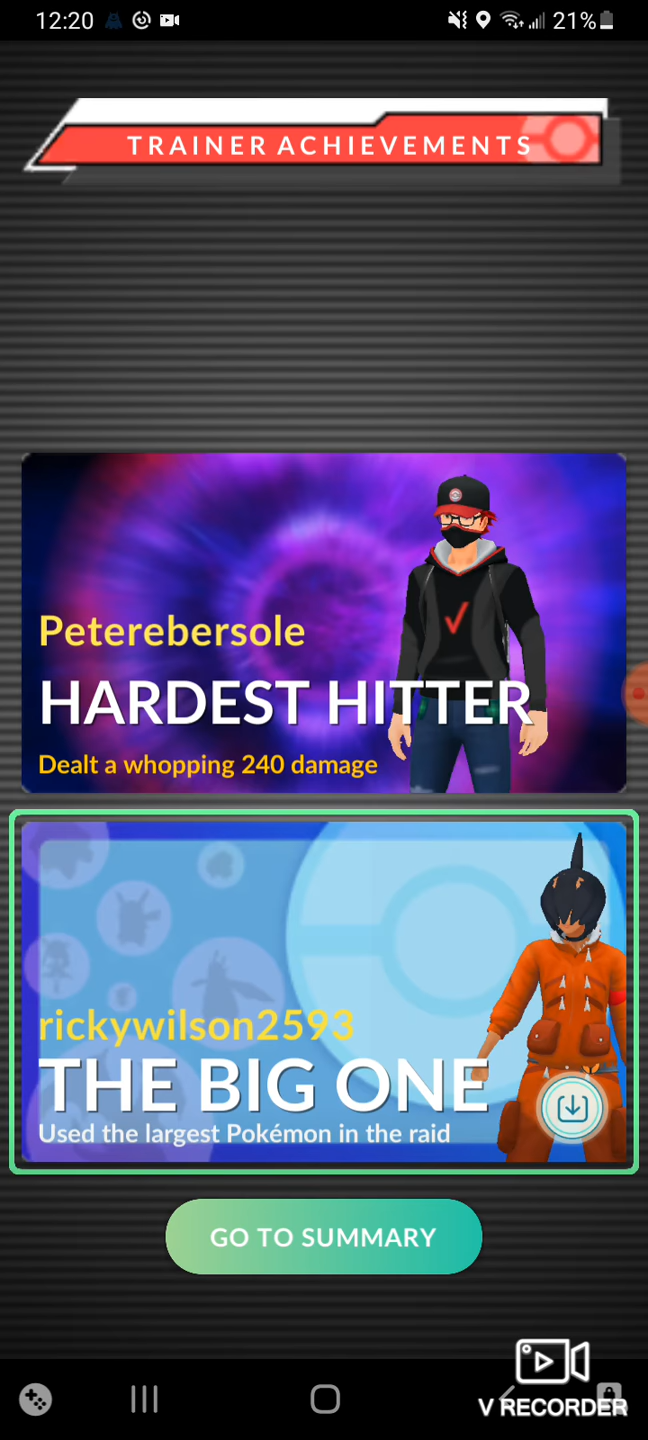 12:20
21%
TRAINER ACHIEVEMENTS
Peterebersole
HARDEST HITTER
Dealt a whopping 240 damage
rickywilson2593
THE BIG ONE
Used the largest Pokémon in the raid
GO TO SUMMARY
V RECORDER